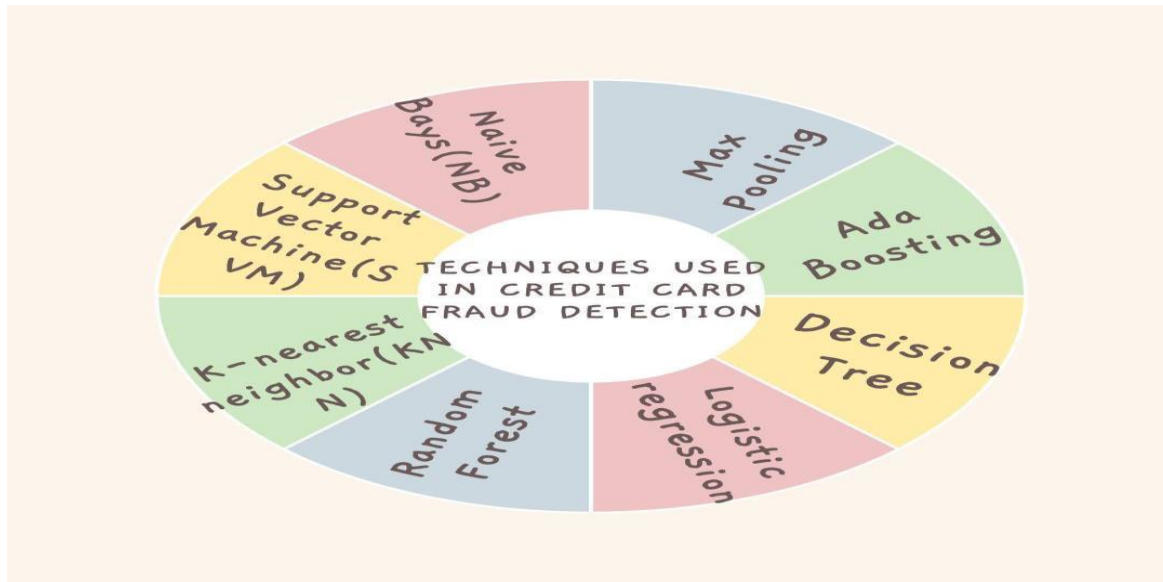 TECHNIQUES USED
IN CREDIT CARD
FRAUD DETECTION
Max
Pooling
Ada
Boosting
Decision
Tree
Logistic
regression
Random
Forest
K-nearest
neighbor(KN
N)
Support
Vector
Machine(S
VM)
Naive
Bays(NB)